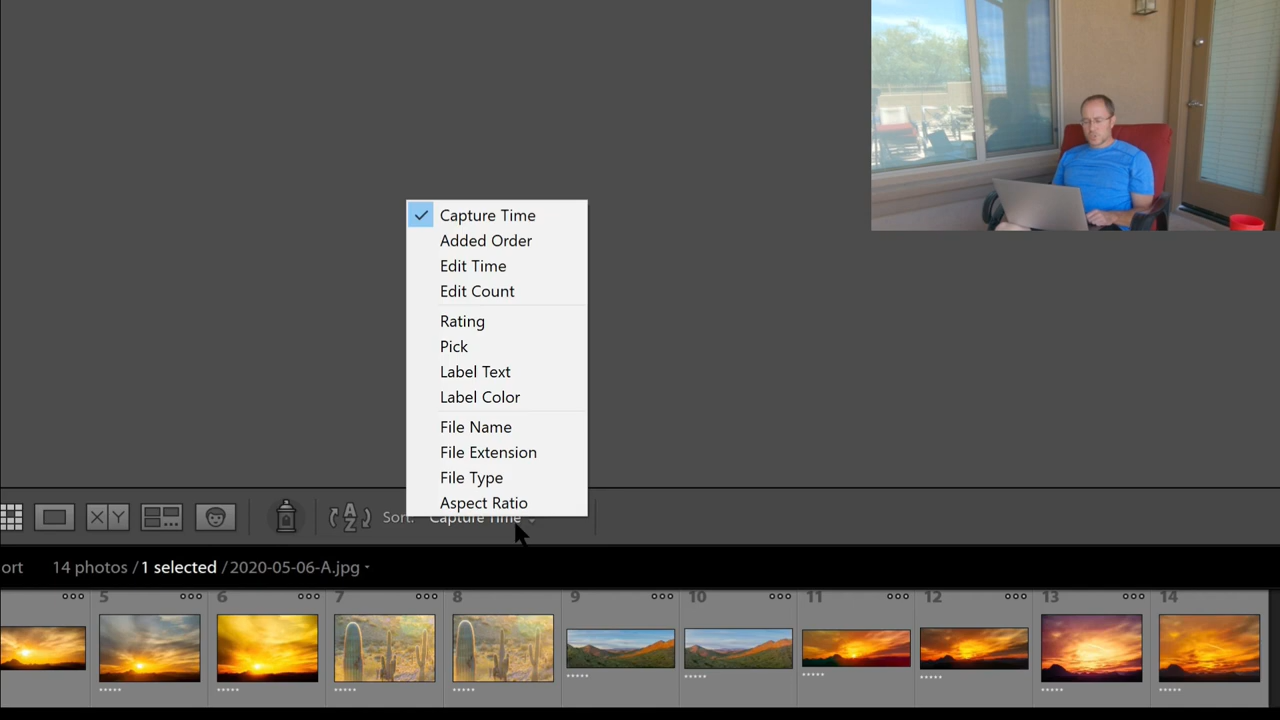 Capture Time
Added Order
Edit Time
Edit Count
Rating
Pick
Label Text
Label Color
File Name
File Extension
File Type
Aspect Ratio
X Y
A
Z
Sort: Capture Time
ort 14 photos / 1 selected / 2020-05-06-A.jpg
5 6 7 8 9 10 11 12 13 14